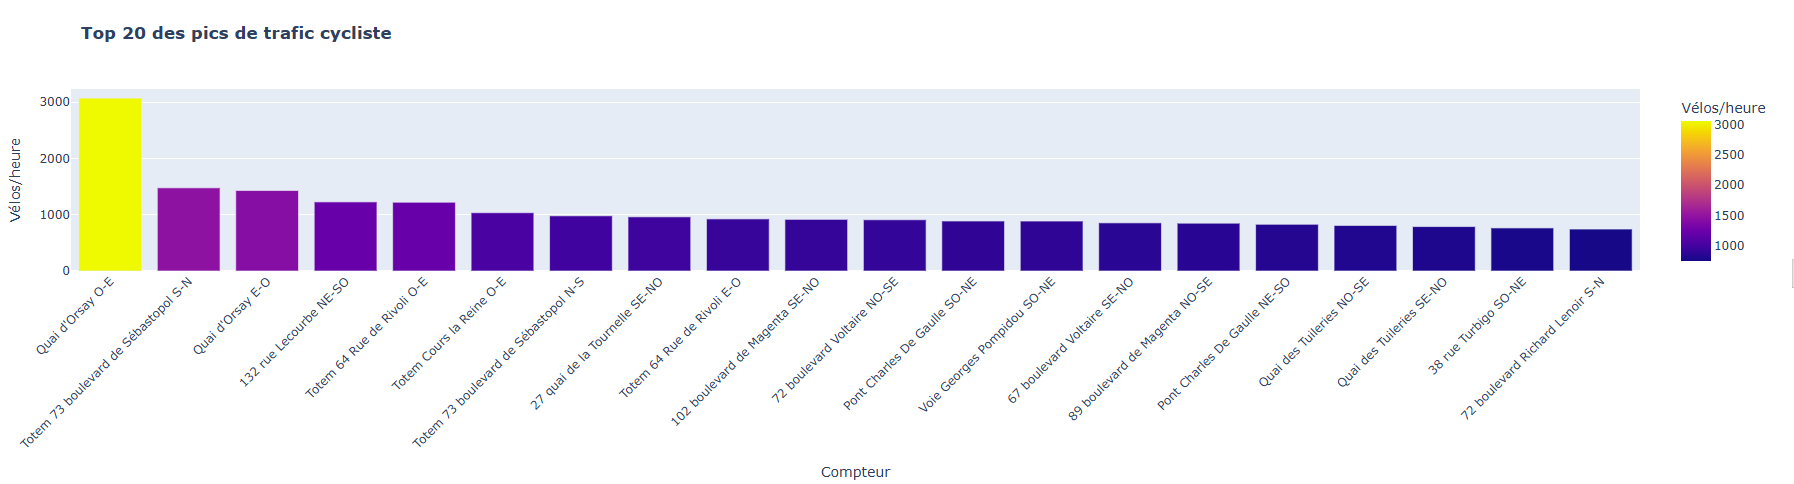 Top 20 des pics de trafic cycliste
Vélos/heure
3000
2000
1000
0
Quai d'Orsay O-E
Totem 73 boulevard de Sébastopol S-N
Quai d'Orsay E-O
132 rue Lecourbe NE-SO
Totem 64 Rue de Rivoli O-E
Totem Cours la Reine O-E
Totem 73 boulevard de Sébastopol N-S
27 quai de la Tournelle SE-NO
Totem 64 Rue de Rivoli E-O
102 boulevard de Magenta SE-NO
72 boulevard Voltaire NO-SE
Pont Charles De Gaulle SO-NE
Voie Georges Pompidou SO-NE
67 boulevard Voltaire SE-NO
89 boulevard de Magenta NO-SE
Pont Charles De Gaulle NE-SO
Quai des Tuileries NO-SE
Quai des Tuileries SE-NO
38 rue Turbigo SO-NE
72 boulevard Richard Lenoir S-N
Compteur
Vélos/heure
3000
2500
2000
1500
1000